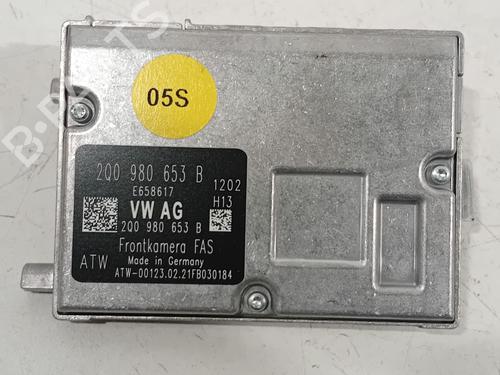 05S
2Q0 980 653 B
E658617
1202
H13
VW AG
2Q0 980 653 B
Frontkamera FAS
ATW
Made in Germany
ATW-00123.02.21FB030184
B-PARTS